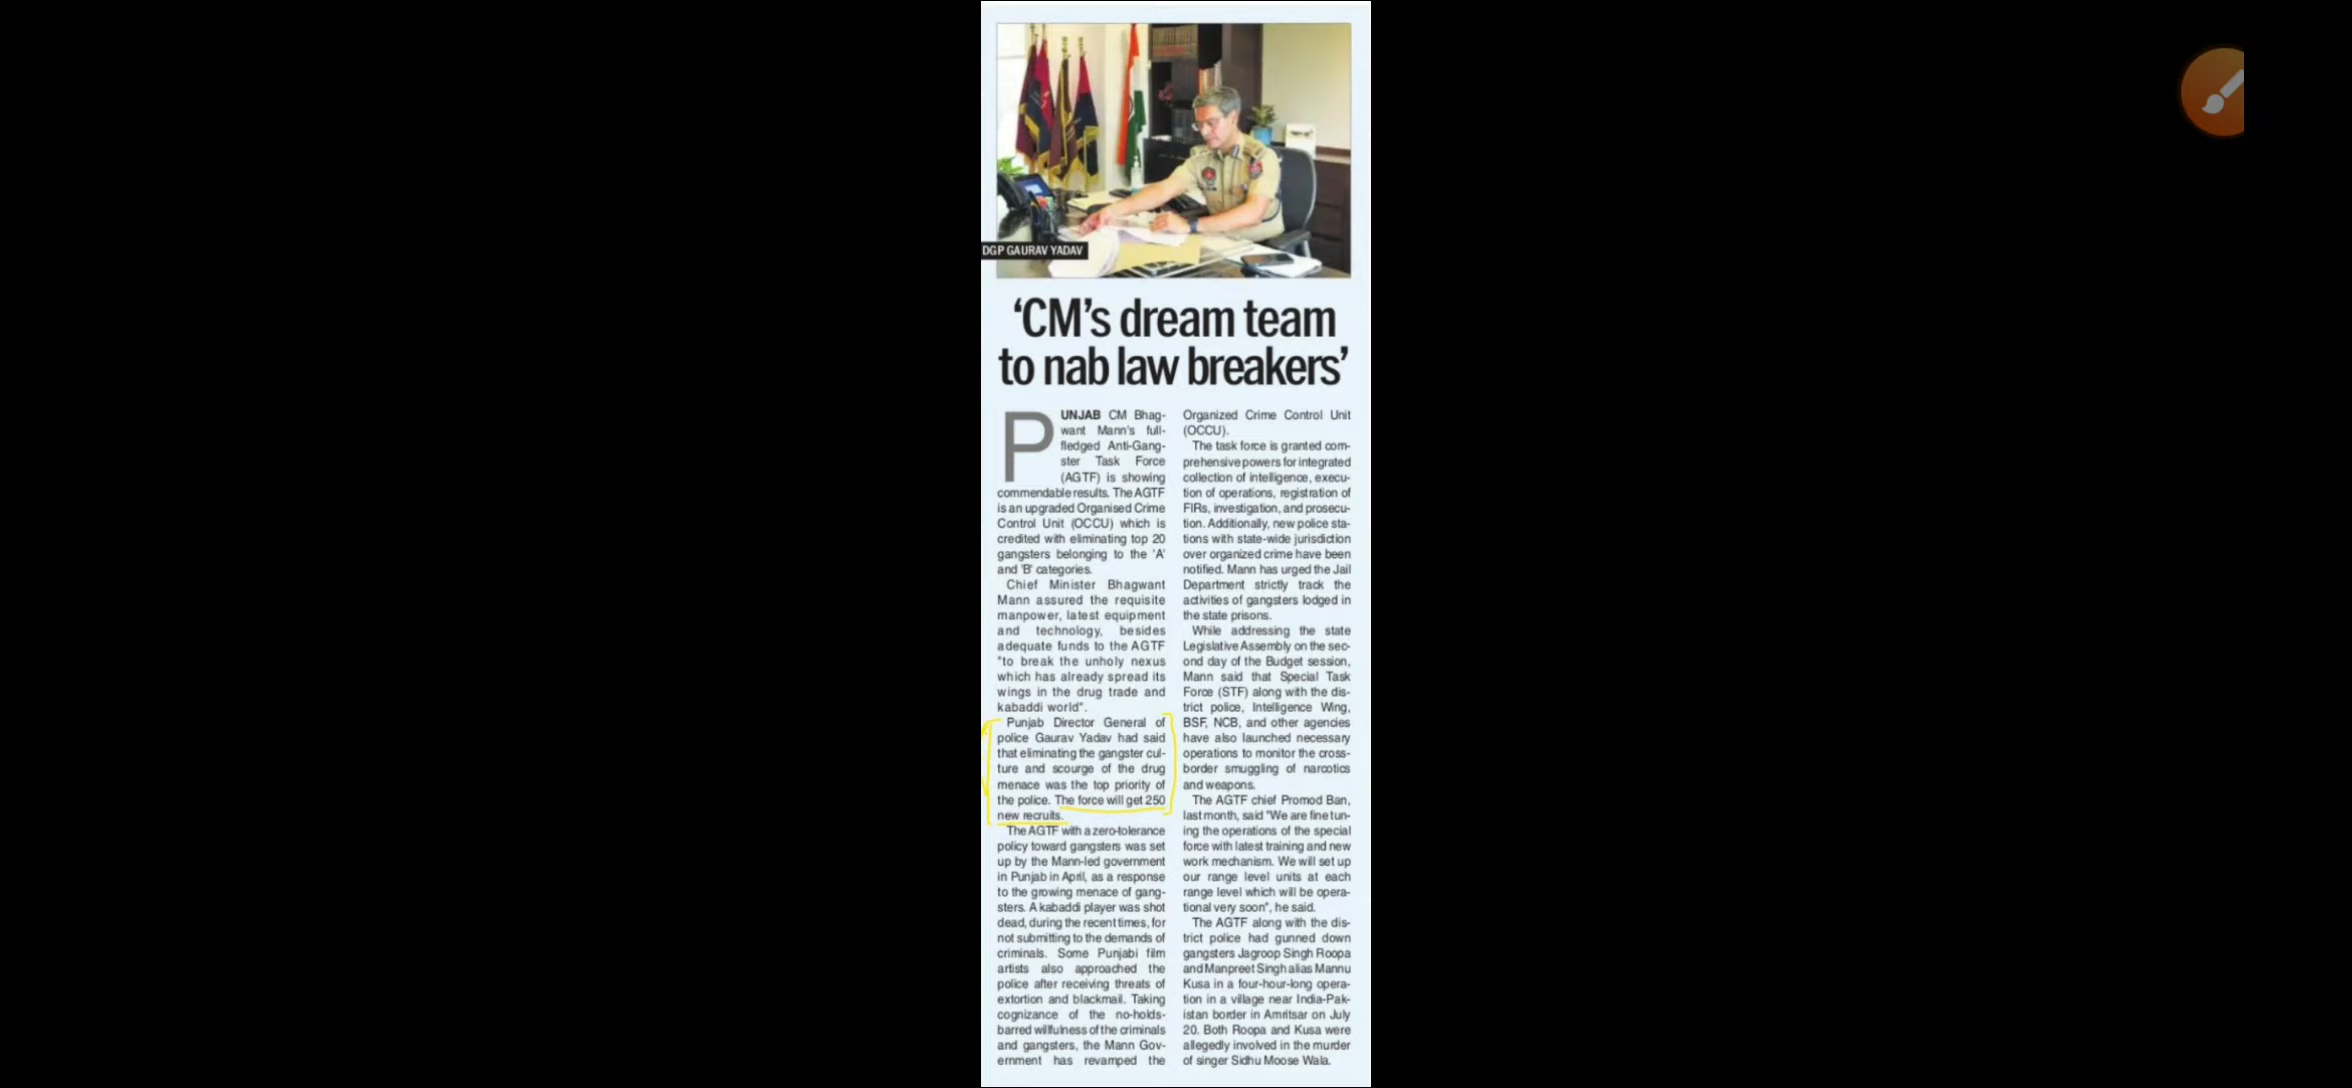 DGP GAURAV YADAV
‘CM’s dream team
to nab law breakers’
PUNJAB CM Bhag-
want Mann's full-
fledged Anti-Gang-
ster Task Force
(AGTF) is showing
commendable results. The AGTF
is an upgraded Organised Crime
Control Unit (OCCU) which is
credited with eliminating top 20
gangsters belonging to the 'A'
and 'B' categories.
Chief Minister Bhagwant
Mann assured the requisite
manpower, latest equipment
and technology, besides
adequate funds to the AGTF
"to break the unholy nexus
which has already spread its
wings in the drug trade and
kabaddi world".
Punjab Director General of
police Gaurav Yadav had said
that eliminating the gangster cul-
ture and scourge of the drug
menace was the top priority of
the police. The force will get 250
new recruits.
The AGTF with a zero-tolerance
policy toward gangsters was set
up by the Mann-led government
in Punjab in April, as a response
to the growing menace of gang-
sters. A kabaddi player was shot
dead, during the recent times, for
not submitting to the demands of
criminals. Some Punjabi film
artists also approached the
police after receiving threats of
extortion and blackmail. Taking
cognizance of the no-holds-
barred willfulness of the criminals
and gangsters, the Mann Gov-
ernment has revamped the
Organized Crime Control Unit
(OCCU).
The task force is granted com-
prehensive powers for integrated
collection of intelligence, execu-
tion of operations, registration of
FIRs, investigation, and prosecu-
tion. Additionally, new police sta-
tions with state-wide jurisdiction
over organized crime have been
notified. Mann has urged the Jail
Department strictly track the
activities of gangsters lodged in
the state prisons.
While addressing the state
Legislative Assembly on the sec-
ond day of the Budget session,
Mann said that Special Task
Force (STF) along with the dis-
trict police, Intelligence Wing,
BSF, NCB, and other agencies
have also launched necessary
operations to monitor the cross-
border smuggling of narcotics
and weapons.
The AGTF chief Promod Ban,
last month, said "We are fine tun-
ing the operations of the special
force with latest training and new
work mechanism. We will set up
our range level units at each
range level which will be opera-
tional very soon", he said.
The AGTF along with the dis-
trict police had gunned down
gangsters Jagroop Singh Roopa
and Manpreet Singh alias Mannu
Kusa in a four-hour-long opera-
tion in a village near India-Pak-
istan border in Amritsar on July
20. Both Roopa and Kusa were
allegedly involved in the murder
of singer Sidhu Moose Wala.